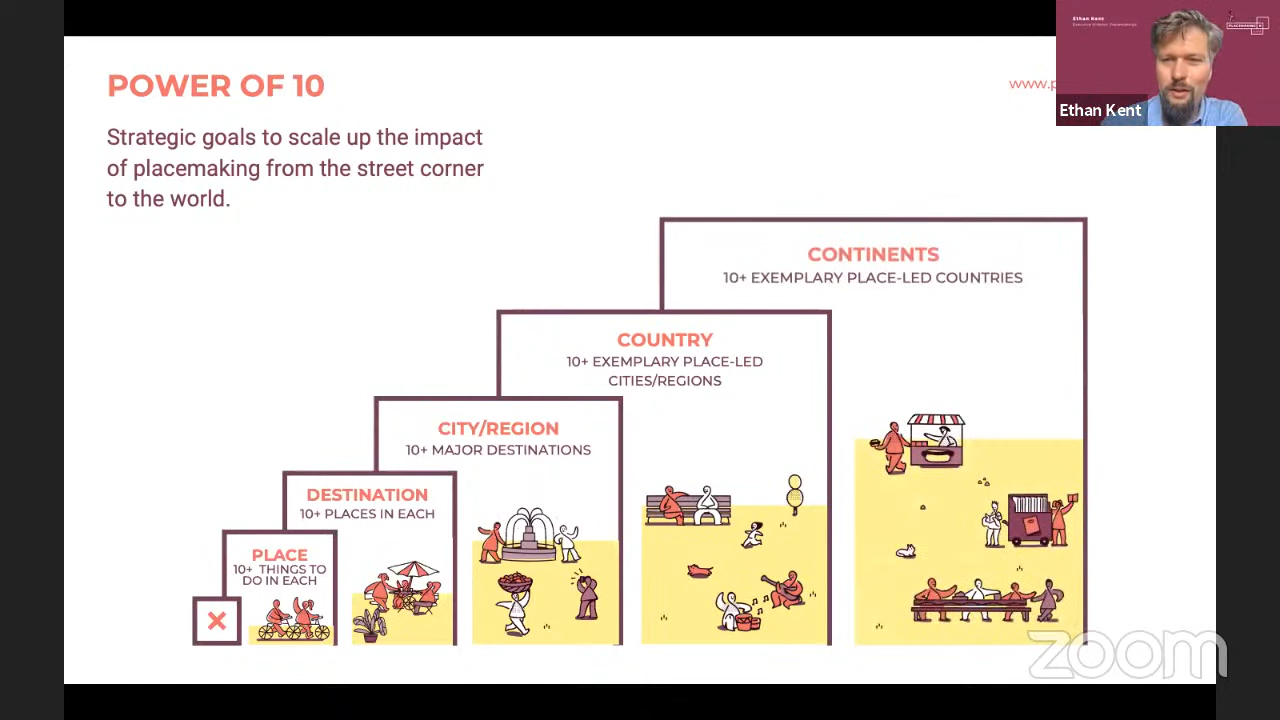 POWER OF 10
Strategic goals to scale up the impact
of placemaking from the street corner
to the world.
www.p
Ethan Kent
Ethan Kent
CONTINENTS
10+ EXEMPLARY PLACE-LED COUNTRIES
COUNTRY
10+ EXEMPLARY PLACE-LED
CITIES/REGIONS
CITY/REGION
10+ MAJOR DESTINATIONS
DESTINATION
10+ PLACES IN EACH
PLACE
10+ THINGS TO
DO IN EACH
zoom